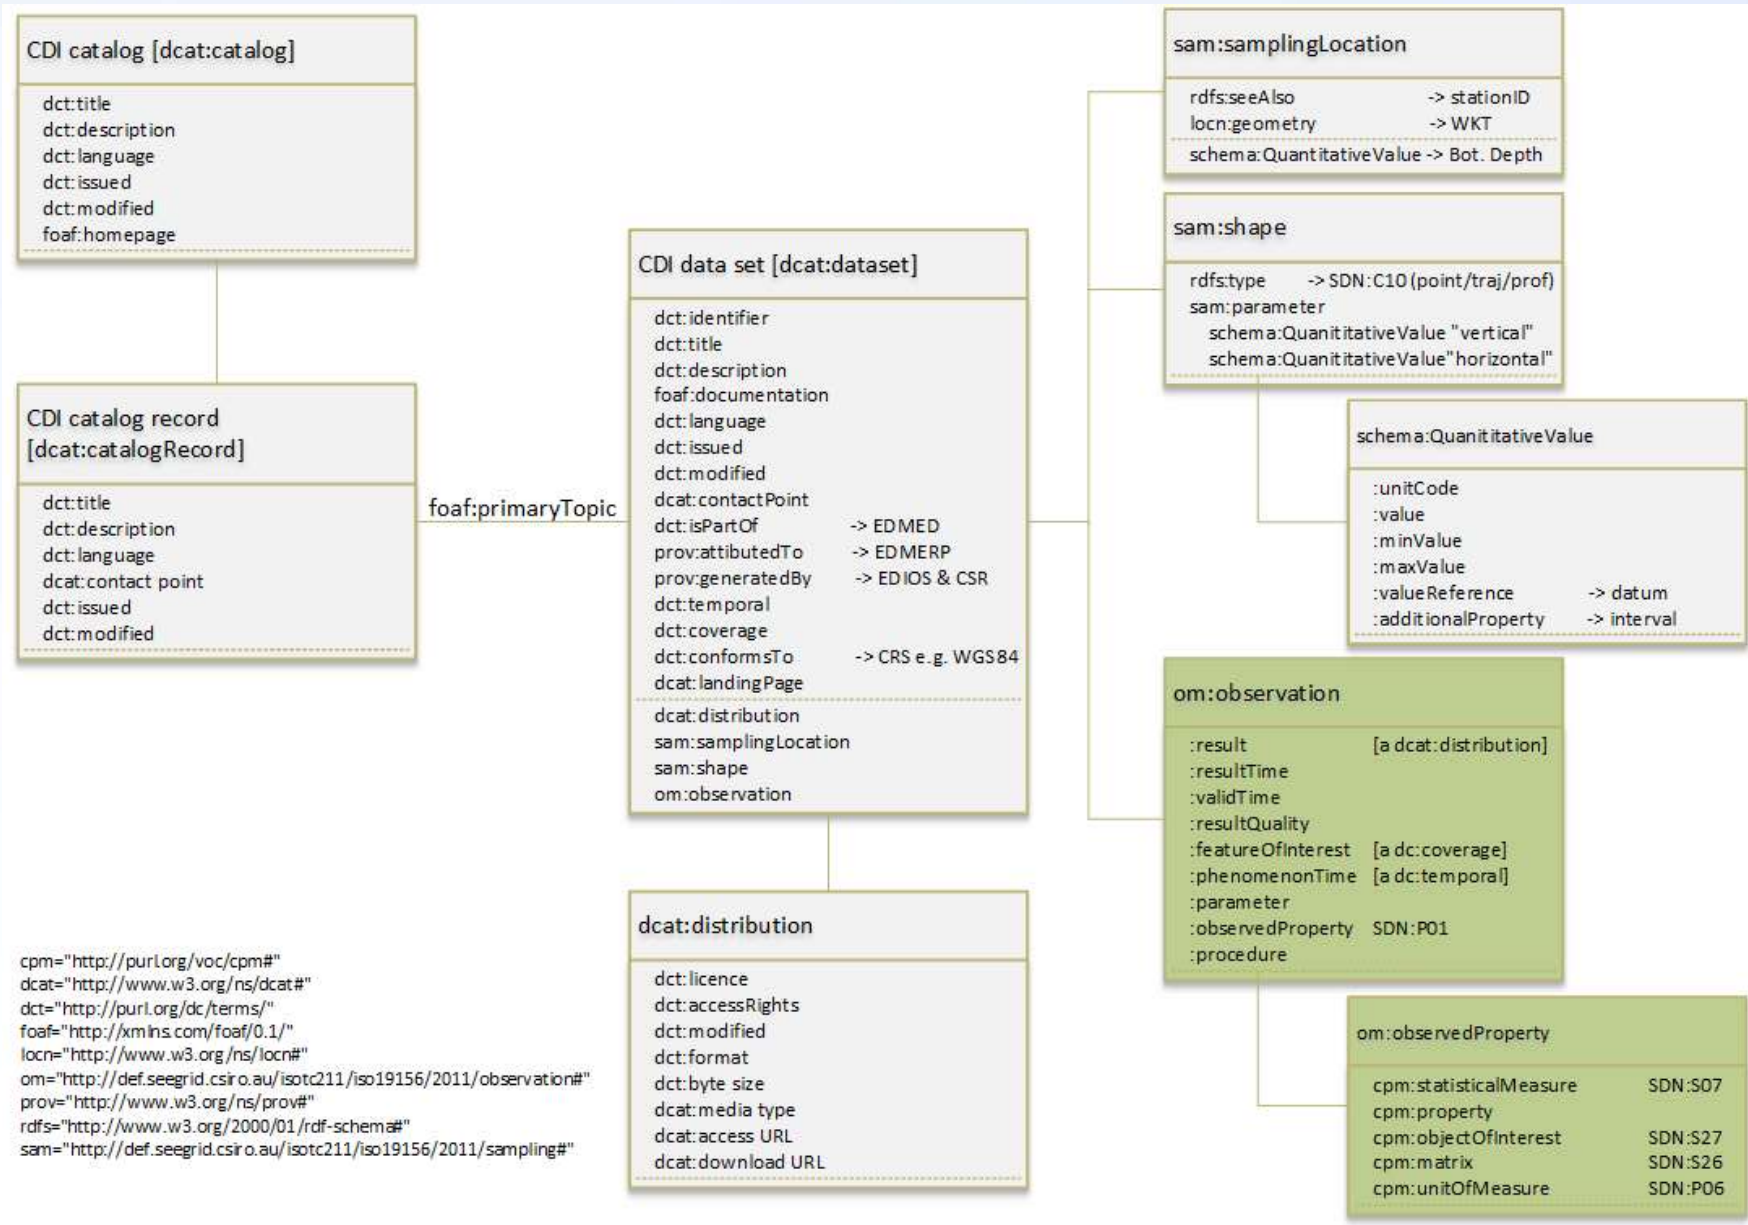 CDI catalog [dcat:catalog]
dct:title
dct:description
dct:language
dct:issued
dct:modified
foaf:homepage
CDI catalog record
[dcat:catalogRecord]
dct:title
dct:description
dct:language
dcat:contact point
dct:issued
dct:modified
foaf:primaryTopic
CDI data set [dcat:dataset]
dct:identifier
dct:title
dct:description
foaf:documentation
dct:language
dct:issued
dct:modified
dcat:contactPoint
dct:isPartOf -> EDMED
prov:attibutedTo -> EDMERP
prov:generatedBy -> EDIOS & CSR
dct:temporal
dct:coverage
dct:conformsTo -> CRS e.g. WGS84
dcat:landingPage
dcat:distribution
sam:samplingLocation
sam:shape
om:observation
dcat:distribution
dct:licence
dct:accessRights
dct:modified
dct:format
dct:byte size
dcat:media type
dcat:access URL
dcat:download URL
sam:samplingLocation
rdfs:seeAlso -> stationID
locn:geometry -> WKT
schema:QuantitativeValue -> Bot. Depth
sam:shape
rdfs:type -> SDN:C10 (point/traj/prof)
sam:parameter
schema:QuanititativeValue "vertical"
schema:QuanititativeValue"horizontal"
schema:QuanititativeValue
:unitCode
:value
:minValue
:maxValue
:valueReference -> datum
:additionalProperty -> interval
om:observation
:result [a dcat:distribution]
:resultTime
:validTime
:resultQuality
:featureOfInterest [a dc:coverage]
:phenomenonTime [a dc:temporal]
:parameter
:observedProperty SDN:P01
:procedure
om:observedProperty
cpm:statisticalMeasure SDN:S07
cpm:property
cpm:objectOfInterest SDN:S27
cpm:matrix SDN:S26
cpm:unitOfMeasure SDN:P06
cpm="http://purl.org/voc/cpm#"
dcat="http://www.w3.org/ns/dcat#"
dct="http://purl.org/dc/terms/"
foaf="http://xmlns.com/foaf/0.1/"
locn="http://www.w3.org/ns/locn#"
om="http://def.seegrid.csiro.au/isotc211/iso19156/2011/observation#"
prov="http://www.w3.org/ns/prov#"
rdfs="http://www.w3.org/2000/01/rdf-schema#"
sam="http://def.seegrid.csiro.au/isotc211/iso19156/2011/sampling#"